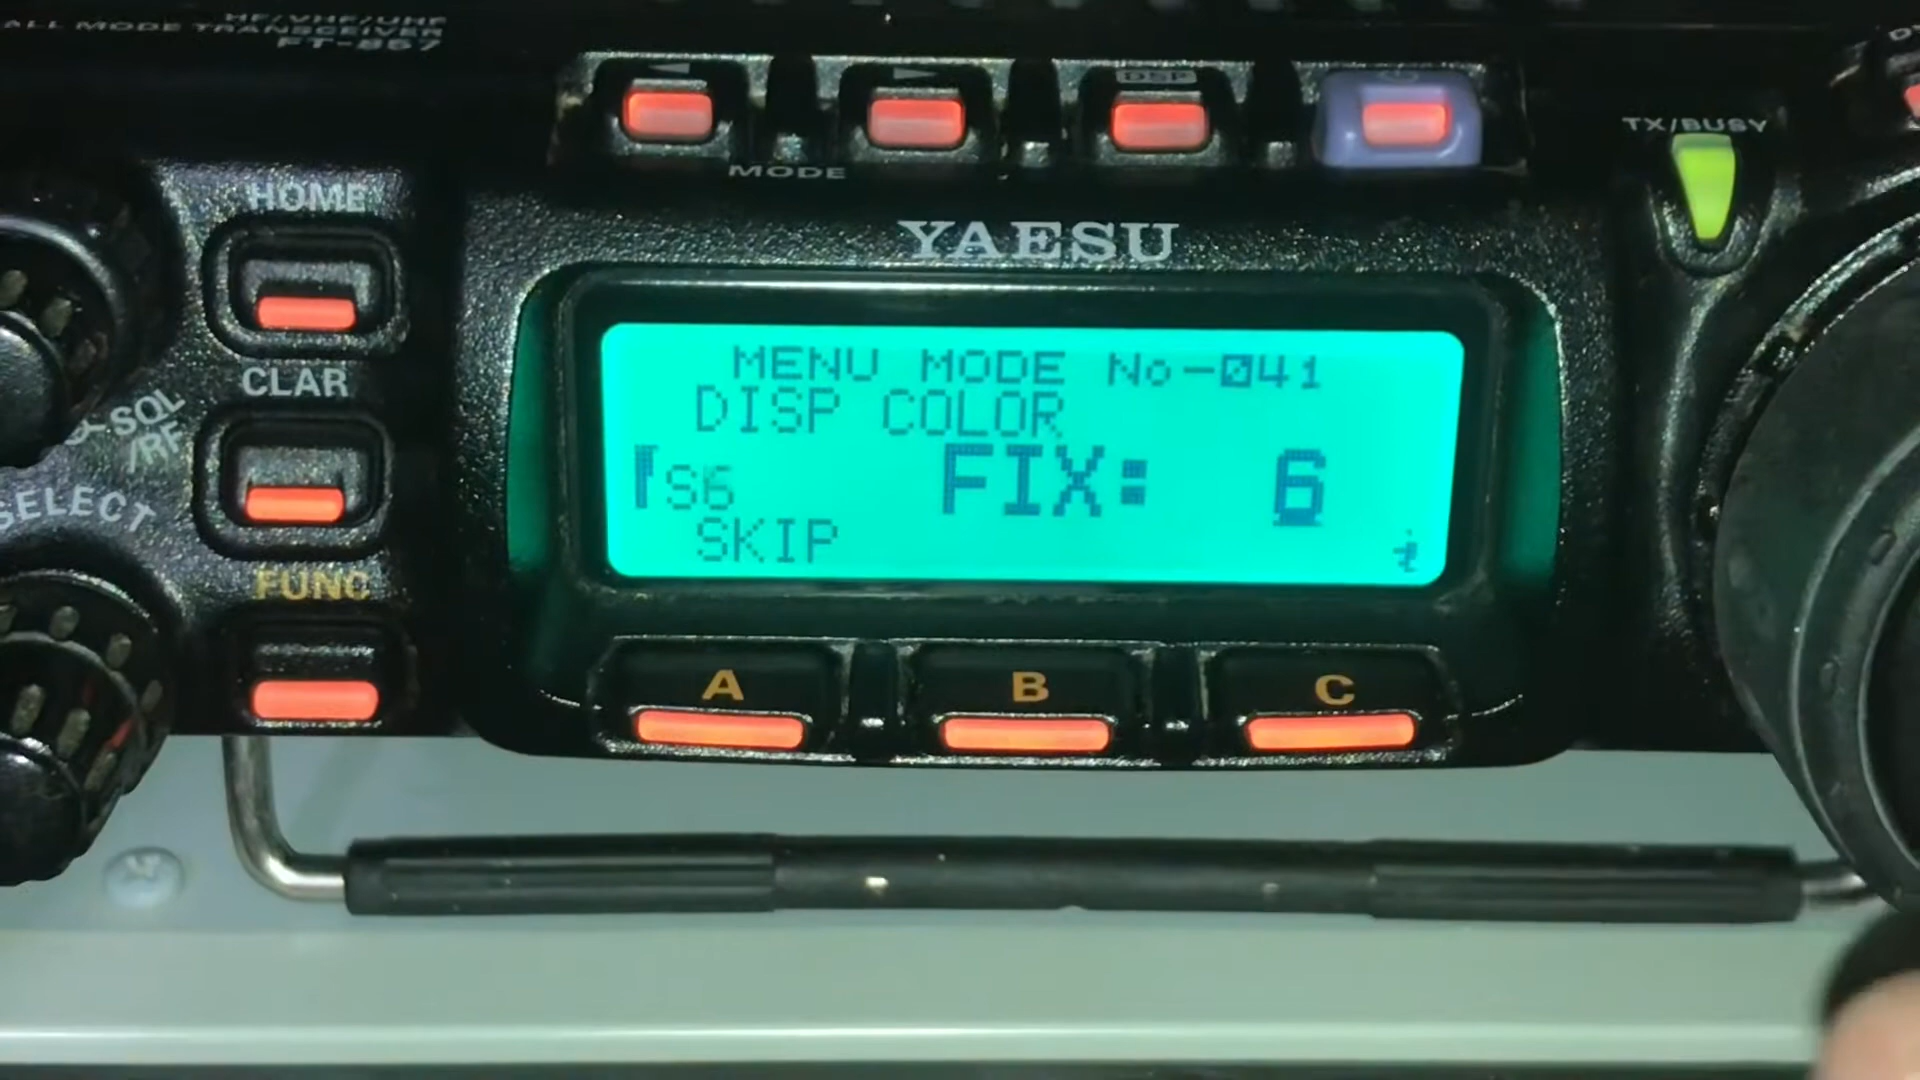 HF/VHF/UHF
ALL MODE TRANSCEIVER
FT-857
DSP
MODE
TX/BUSY
HOME
YAESU
CLAR
SQL
/RF
SELECT
FUNC
MENU MODE No-041
DISP COLOR
S6 FIX: 6
SKIP
A B C